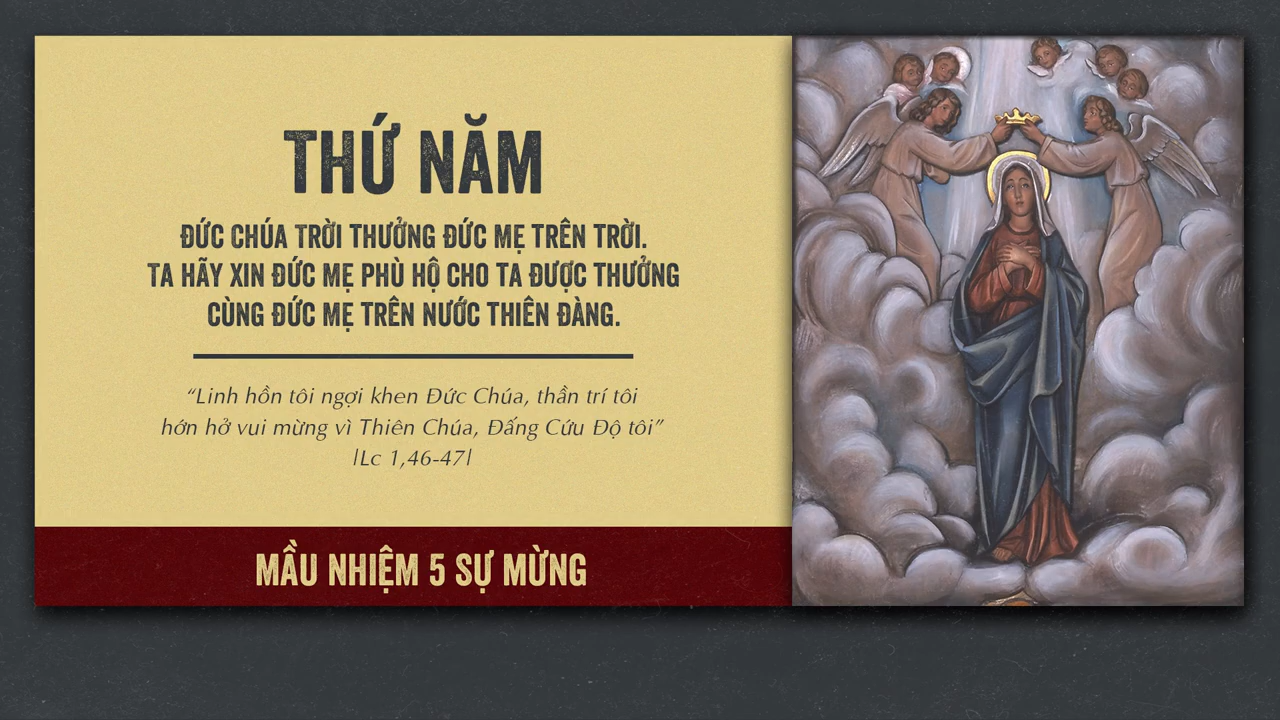 THỨ NĂM
ĐỨC CHÚA TRỜI THƯỞNG ĐỨC MẸ TRÊN TRỜI.
TA HÃY XIN ĐỨC MẸ PHÙ HỘ CHO TA ĐƯỢC THƯỞNG
CÙNG ĐỨC MẸ TRÊN NƯỚC THIÊN ĐÀNG.
“Linh hồn tôi ngợi khen Đức Chúa, thần trí tôi
hớn hở vui mừng vì Thiên Chúa, Đấng Cứu Độ tôi”
|Lc 1,46-47|
MẦU NHIỆM 5 SỰ MỪNG